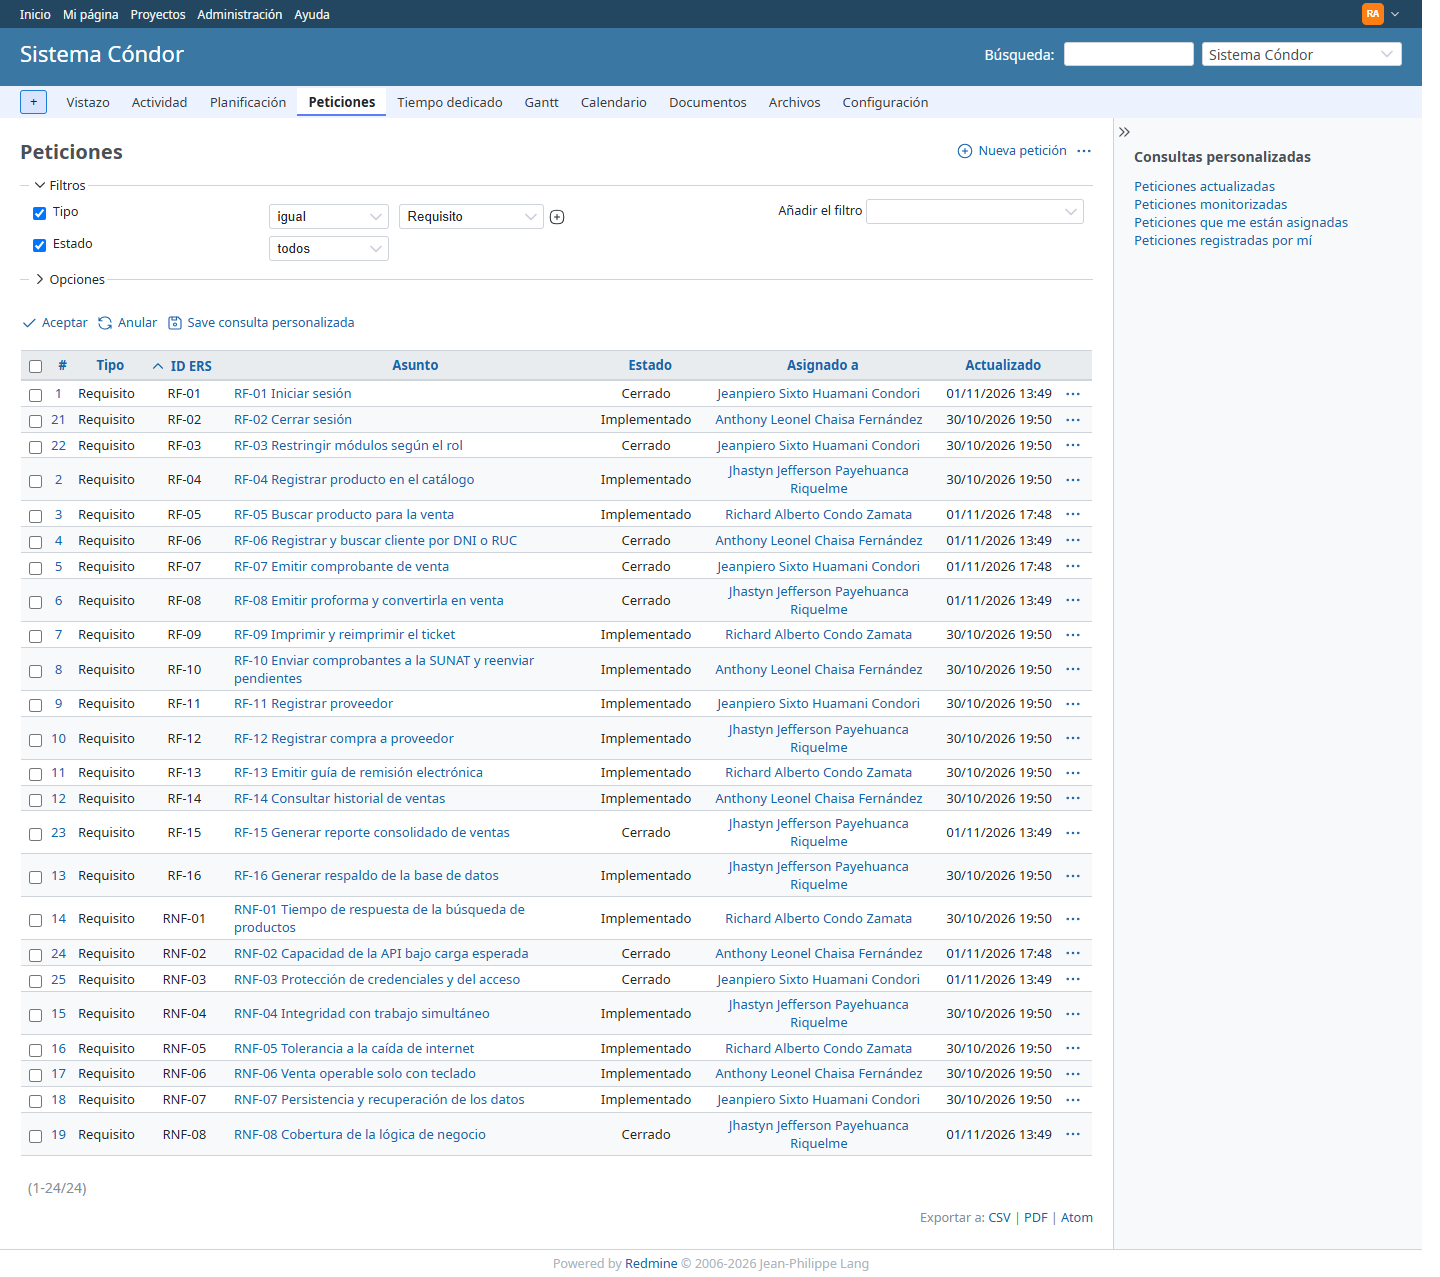 Inicio Mi página Proyectos Administración Ayuda RA
Sistema Cóndor Búsqueda: Sistema Cóndor
+ Vistazo Actividad Planificación Peticiones Tiempo dedicado Gantt Calendario Documentos Archivos Configuración
Peticiones Nueva petición ···
Filtros
Tipo igual Requisito Añadir el filtro
Estado todos
Opciones
Aceptar Anular Save consulta personalizada
# Tipo ID ERS Asunto Estado Asignado a Actualizado
1 Requisito RF-01 RF-01 Iniciar sesión Cerrado Jeanpiero Sixto Huamani Condori 01/11/2026 13:49 ···
21 Requisito RF-02 RF-02 Cerrar sesión Implementado Anthony Leonel Chaisa Fernández 30/10/2026 19:50 ···
22 Requisito RF-03 RF-03 Restringir módulos según el rol Cerrado Jeanpiero Sixto Huamani Condori 30/10/2026 19:50 ···
2 Requisito RF-04 RF-04 Registrar producto en el catálogo Implementado Jhastyn Jefferson Payehuanca Riquelme 30/10/2026 19:50 ···
3 Requisito RF-05 RF-05 Buscar producto para la venta Implementado Richard Alberto Condo Zamata 01/11/2026 17:48 ···
4 Requisito RF-06 RF-06 Registrar y buscar cliente por DNI o RUC Cerrado Anthony Leonel Chaisa Fernández 01/11/2026 13:49 ···
5 Requisito RF-07 RF-07 Emitir comprobante de venta Cerrado Jeanpiero Sixto Huamani Condori 01/11/2026 17:48 ···
6 Requisito RF-08 RF-08 Emitir proforma y convertirla en venta Cerrado Jhastyn Jefferson Payehuanca Riquelme 01/11/2026 13:49 ···
7 Requisito RF-09 RF-09 Imprimir y reimprimir el ticket Implementado Richard Alberto Condo Zamata 30/10/2026 19:50 ···
8 Requisito RF-10 RF-10 Enviar comprobantes a la SUNAT y reenviar pendientes Implementado Anthony Leonel Chaisa Fernández 30/10/2026 19:50 ···
9 Requisito RF-11 RF-11 Registrar proveedor Implementado Jeanpiero Sixto Huamani Condori 30/10/2026 19:50 ···
10 Requisito RF-12 RF-12 Registrar compra a proveedor Implementado Jhastyn Jefferson Payehuanca Riquelme 30/10/2026 19:50 ···
11 Requisito RF-13 RF-13 Emitir guía de remisión electrónica Implementado Richard Alberto Condo Zamata 30/10/2026 19:50 ···
12 Requisito RF-14 RF-14 Consultar historial de ventas Implementado Anthony Leonel Chaisa Fernández 30/10/2026 19:50 ···
23 Requisito RF-15 RF-15 Generar reporte consolidado de ventas Cerrado Jhastyn Jefferson Payehuanca Riquelme 01/11/2026 13:49 ···
13 Requisito RF-16 RF-16 Generar respaldo de la base de datos Implementado Jhastyn Jefferson Payehuanca Riquelme 30/10/2026 19:50 ···
14 Requisito RNF-01 RNF-01 Tiempo de respuesta de la búsqueda de productos Implementado Richard Alberto Condo Zamata 30/10/2026 19:50 ···
24 Requisito RNF-02 RNF-02 Capacidad de la API bajo carga esperada Cerrado Anthony Leonel Chaisa Fernández 01/11/2026 17:48 ···
25 Requisito RNF-03 RNF-03 Protección de credenciales y del acceso Cerrado Jeanpiero Sixto Huamani Condori 01/11/2026 13:49 ···
15 Requisito RNF-04 RNF-04 Integridad con trabajo simultáneo Implementado Jhastyn Jefferson Payehuanca Riquelme 30/10/2026 19:50 ···
16 Requisito RNF-05 RNF-05 Tolerancia a la caída de internet Implementado Richard Alberto Condo Zamata 30/10/2026 19:50 ···
17 Requisito RNF-06 RNF-06 Venta operable solo con teclado Implementado Anthony Leonel Chaisa Fernández 30/10/2026 19:50 ···
18 Requisito RNF-07 RNF-07 Persistencia y recuperación de los datos Implementado Jeanpiero Sixto Huamani Condori 30/10/2026 19:50 ···
19 Requisito RNF-08 RNF-08 Cobertura de la lógica de negocio Cerrado Jhastyn Jefferson Payehuanca Riquelme 01/11/2026 13:49 ···
(1-24/24)
Exportar a: CSV | PDF | Atom
Consultas personalizadas
Peticiones actualizadas
Peticiones monitorizadas
Peticiones que me están asignadas
Peticiones registradas por mí
Powered by Redmine © 2006-2026 Jean-Philippe Lang